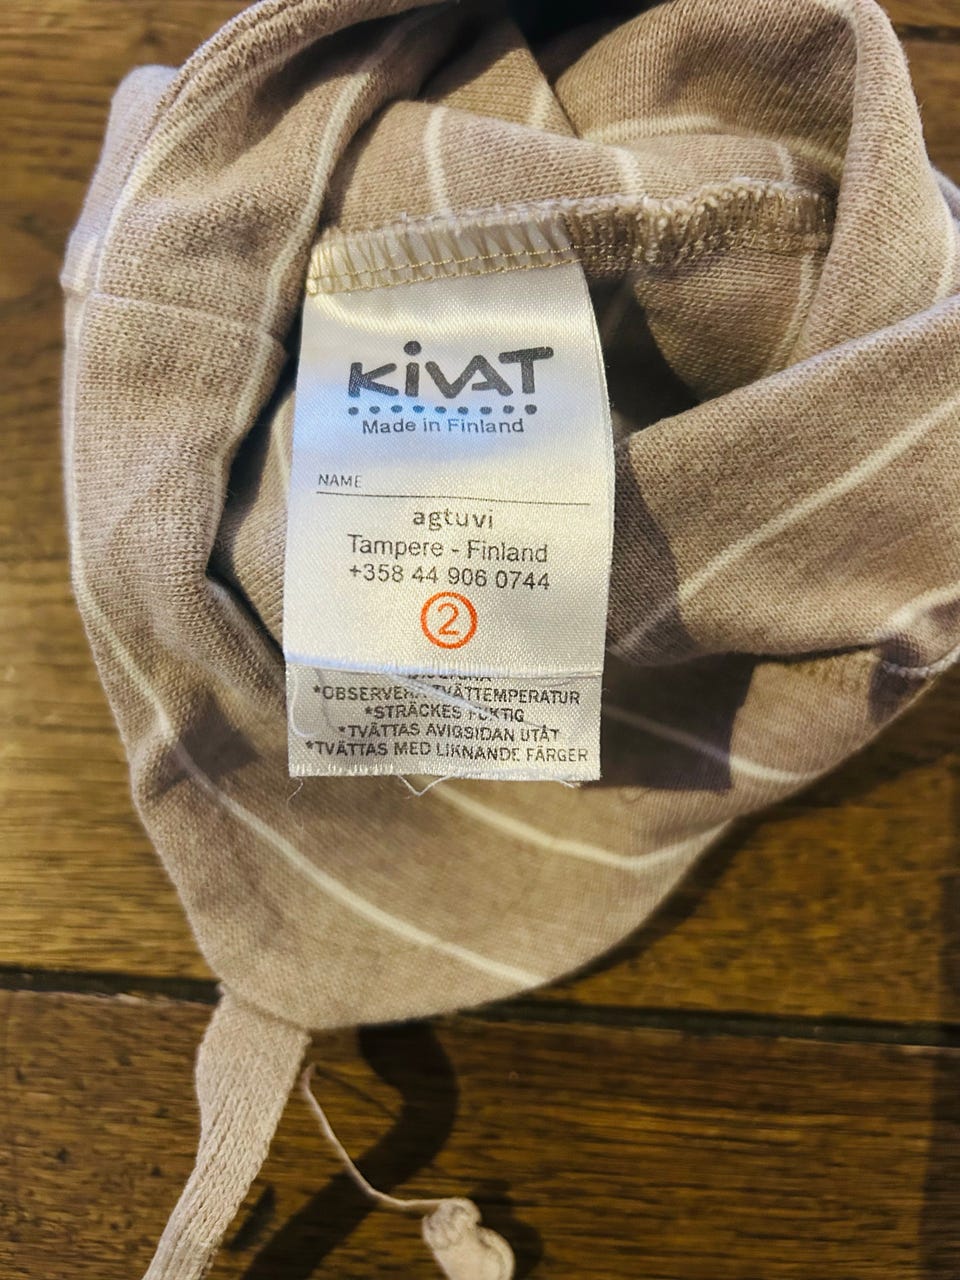 KiVAT
Made in Finland
NAME
agtuvi
Tampere - Finland
+358 44 906 0744
2
*OBSERVERA TVÄTTEMPERATUR
*STRÄCKES FUKTIG
*TVÄTTAS AVIGSIDAN UTÅT
*TVÄTTAS MED LIKNANDE FÄRGER